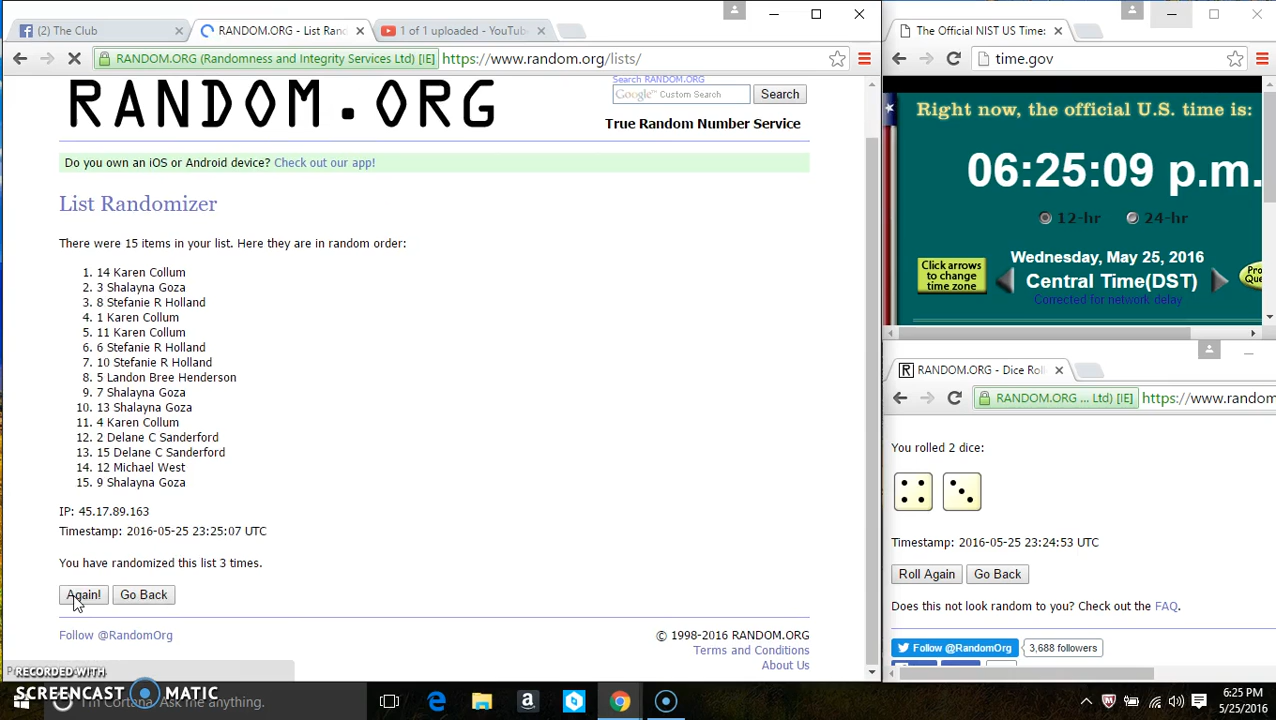 (2) The Club
RANDOM.ORG - List Rand
1 of 1 uploaded - YouTube
RANDOM.ORG (Randomness and Integrity Services Ltd) [IE]
https://www.random.org/lists/
RANDOM.ORG
Search RANDOM.ORG
Google™ Custom Search
Search
True Random Number Service
Do you own an iOS or Android device? Check out our app!
List Randomizer
There were 15 items in your list. Here they are in random order:
1. 14 Karen Collum
2. 3 Shalayna Goza
3. 8 Stefanie R Holland
4. 1 Karen Collum
5. 11 Karen Collum
6. 6 Stefanie R Holland
7. 10 Stefanie R Holland
8. 5 Landon Bree Henderson
9. 7 Shalayna Goza
10. 13 Shalayna Goza
11. 4 Karen Collum
12. 2 Delane C Sanderford
13. 15 Delane C Sanderford
14. 12 Michael West
15. 9 Shalayna Goza
IP: 45.17.89.163
Timestamp: 2016-05-25 23:25:07 UTC
You have randomized this list 3 times.
Again!
Go Back
Follow @RandomOrg
© 1998-2016 RANDOM.ORG
Terms and Conditions
About Us
The Official NIST US Time:
time.gov
Right now, the official U.S. time is:
06:25:09 p.m.
12-hr
24-hr
Click arrows
to change
time zone
Wednesday, May 25, 2016
Central Time(DST)
Corrected for network delay
RANDOM.ORG - Dice Roll
RANDOM.ORG ... Ltd) [IE]
https://www.random
You rolled 2 dice:
Timestamp: 2016-05-25 23:24:53 UTC
Roll Again
Go Back
Does this not look random to you? Check out the FAQ.
Follow @RandomOrg
3,688 followers
RECORDED WITH
SCREENCAST MATIC
I'm Cortana. Ask me anything.
6:25 PM
5/25/2016